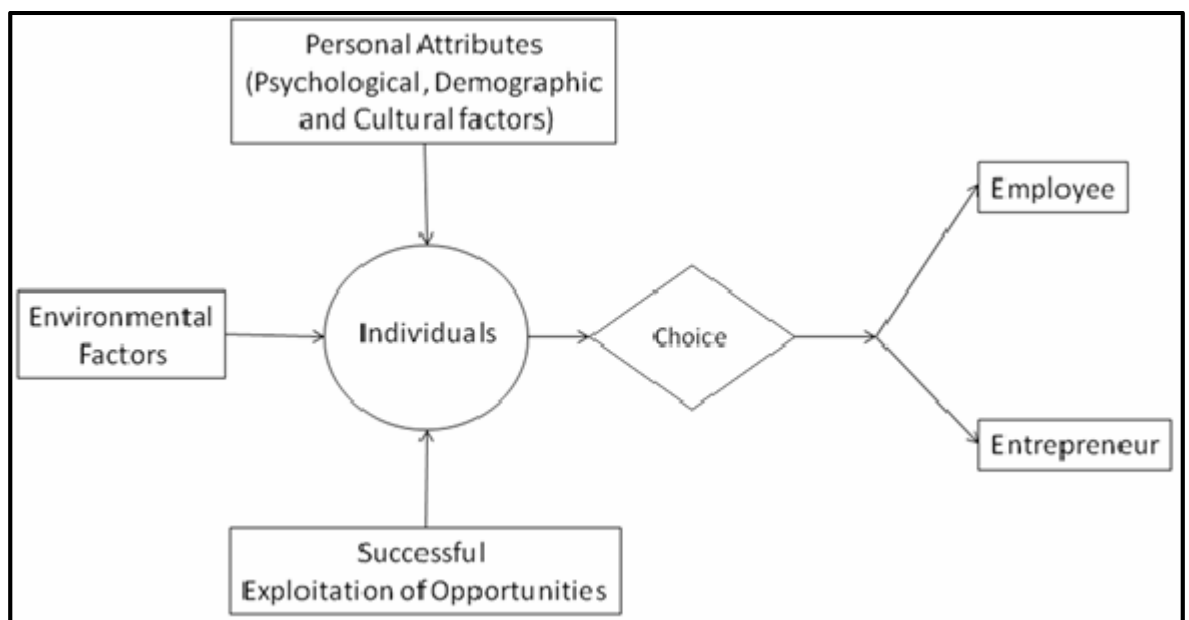 Personal Attributes
(Psychological, Demographic
and Cultural factors)
Employee
Environmental
Factors
Individuals
Choice
Entrepreneur
Successful
Exploitation of Opportunities